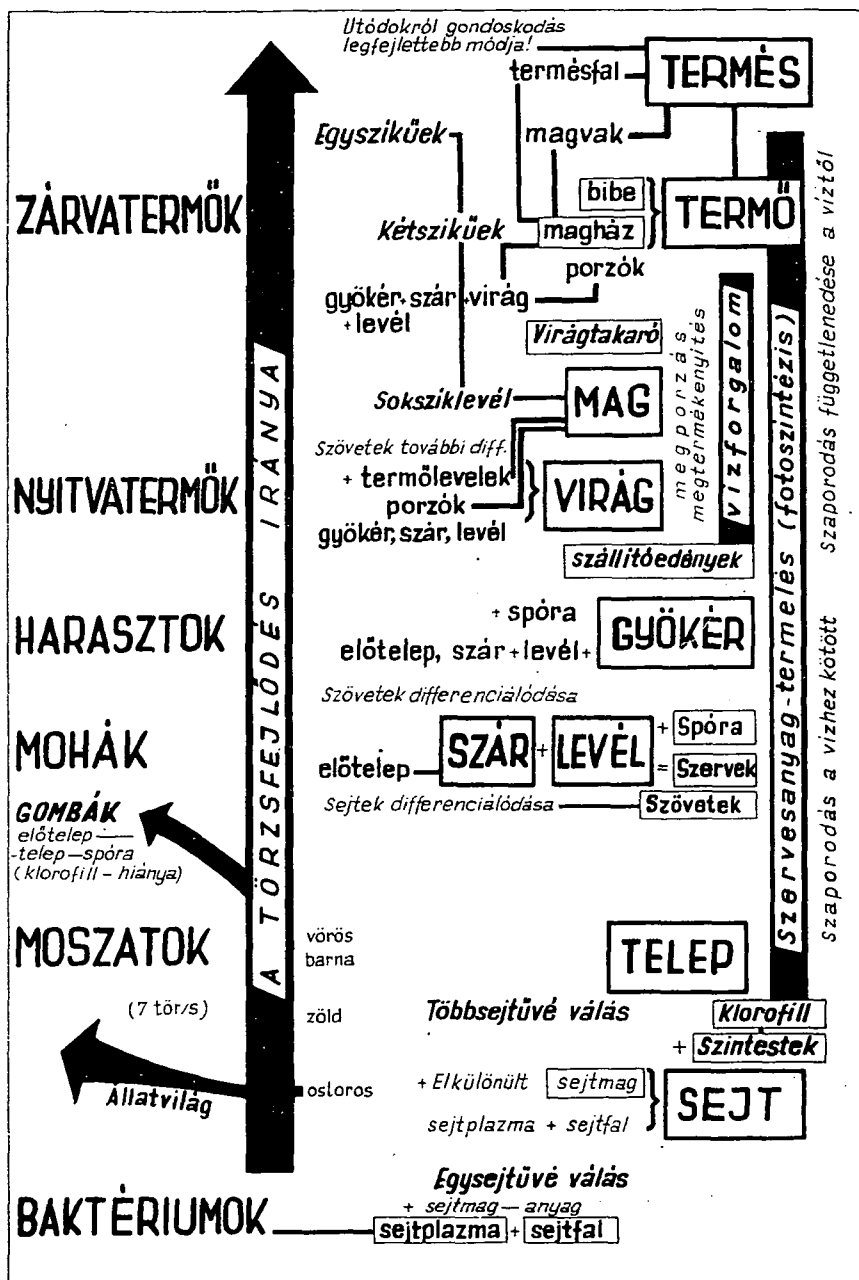 Utódokról gondoskodás
legfejlettebb módja!
TERMÉS
termésfal
Egyszikűek
magvak
bibe
ZÁRVATERMŐK
TERMŐ
Kétszikűek
magház
porzók
gyökér+szár+virág
+levél
Virágtakaró
megporzás
megtermékenyítés
vízforgalom
Szaporodás függetlenedése a víztől
Soksziklevél
MAG
Szövetek további diff.
+ termőlevelek
NYITVATERMŐK
porzók
VIRÁG
gyökér, szár, levél
szállítóedények
A TÖRZSFEJLŐDÉS IRÁNYA
Szervesanyag-termelés (fotoszintézis)
Szaporodás a vízhez kötött
+ spóra
HARASZTOK
GYÖKÉR
előtelep, szár+levél+
Szövetek differenciálódása
MOHÁK
SZÁR + LEVÉL
+ Spóra
előtelep
= Szervek
Sejtek differenciálódása
Szövetek
GOMBÁK
előtelep—
-telep—spóra
(klorofill-hiánya)
MOSZATOK
vörös
barna
TELEP
(7 tör/s)
zöld
Többsejtűvé válás
Klorofill
+ Színtestek
Állatvilág
ostoros
+ Elkülönült sejtmag
SEJT
sejtplazma + sejtfal
Egysejtűvé válás
+ sejtmag— anyag
BAKTÉRIUMOK
sejtplazma + sejtfal